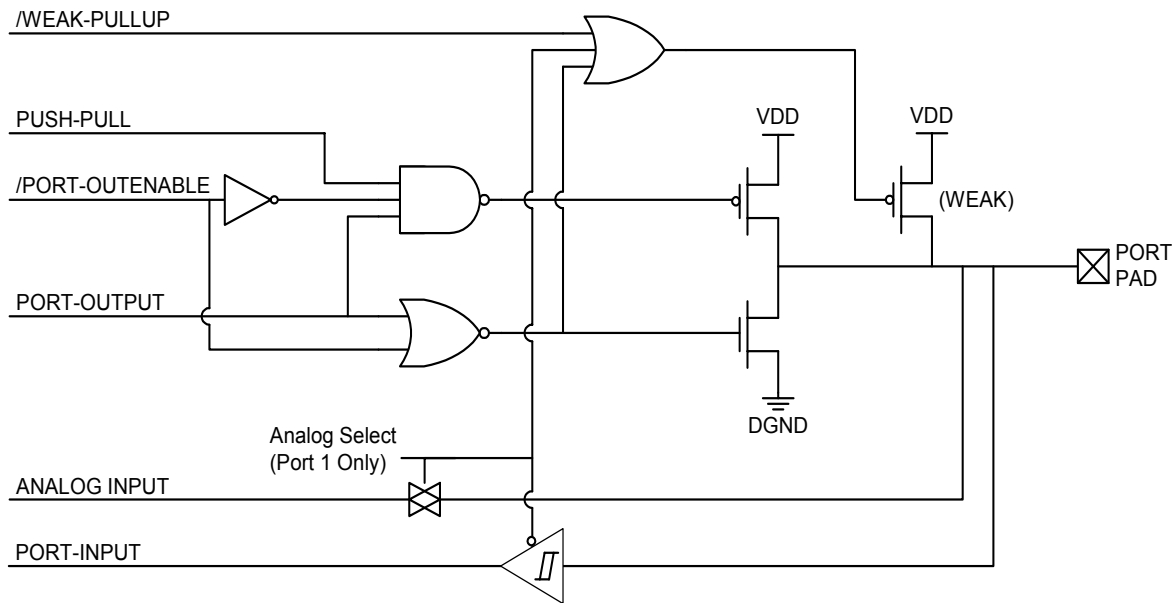 /WEAK-PULLUP
PUSH-PULL
VDD
VDD
/PORT-OUTENABLE
(WEAK)
PORT
PAD
PORT-OUTPUT
DGND
Analog Select
(Port 1 Only)
ANALOG INPUT
PORT-INPUT